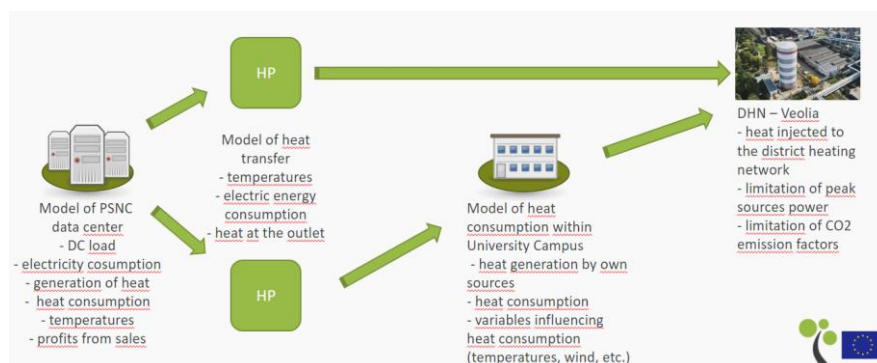 HP
Model of heat
transfer
- temperatures
- electric energy
consumption
- heat at the outlet
HP
Model of PSNC
data center
- DC load
- electricity cosumption
- generation of heat
- heat consumption
- temperatures
- profits from sales
Model of heat
consumption within
University Campus
- heat generation by own
sources
- heat consumption
- variables influencing
heat consumption
(temperatures, wind, etc.)
DHN – Veolia
- heat injected to
the district heating
network
- limitation of peak
sources power
- limitation of CO2
emission factors